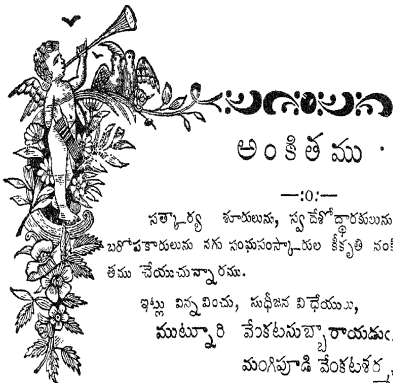 అంకితము
—:o:—
సత్కార్య శూరులును, స్వదేశోద్ధారకులును
బరోపకారులును నగు సంఘసంస్కారుల కీకృతి నంకి
తము చేయుచున్నారము.
ఇట్లు విన్నవించు, సుధీజన విధేయులు,
ముట్నూరి వేంకటసుబ్బారాయడు,
మంగిపూడి వేంకటశర్మ,